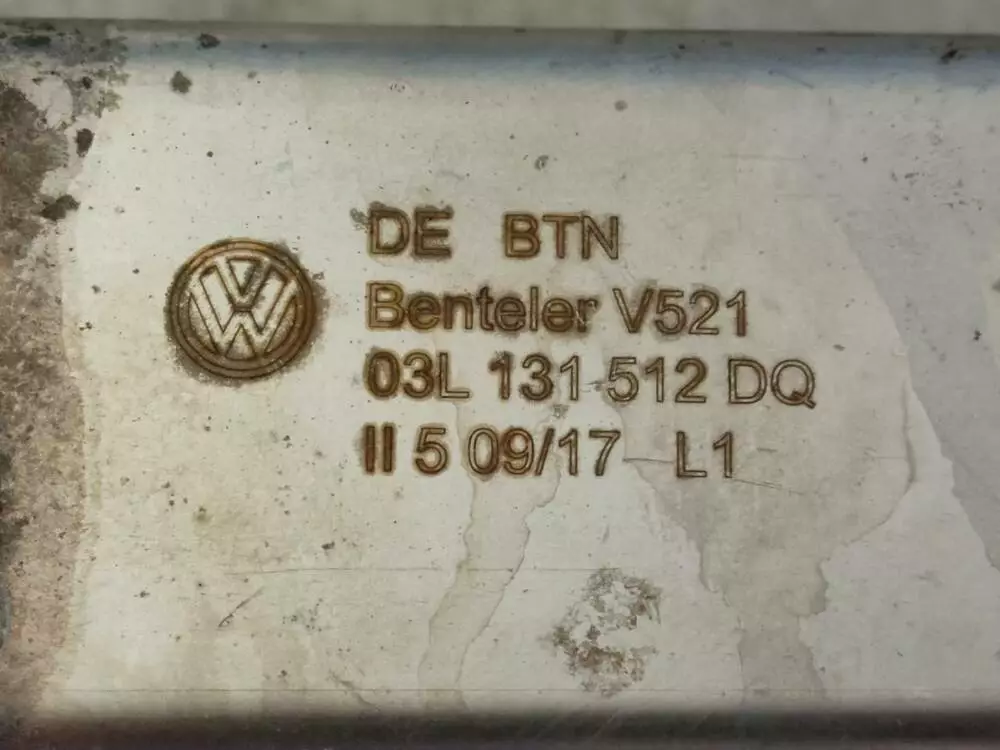 DE BTN
Benteler V521
03L 131 512 DQ
II 5 09/17 L1